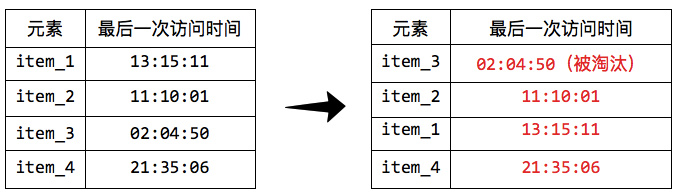 元素 最后一次访问时间
item_1 13:15:11
item_2 11:10:01
item_3 02:04:50
item_4 21:35:06
元素 最后一次访问时间
item_3 02:04:50（被淘汰）
item_2 11:10:01
item_1 13:15:11
item_4 21:35:06